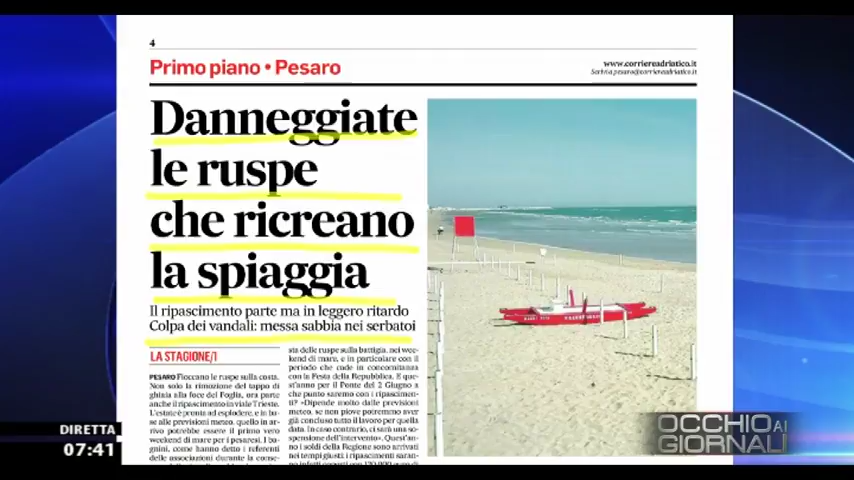 4
Primo piano • Pesaro
www.corriereadriatico.it
pesaro@corriereadriatico.it
Danneggiate
le ruspe
che ricreano
la spiaggia
Il ripascimento parte ma in leggero ritardo
Colpa dei vandali: messa sabbia nei serbatoi
LA STAGIONE/1
PESARO Fioccano le ruspe sulla costa.
Non solo la rimozione del tappo di
ghiaia alla foce del Foglia, ora parte
anche il ripascimento in viale Trieste.
L'estate è pronta ad esplodere, e in ba-
se alle previsioni meteo, quello in ar-
rivo potrebbe essere il primo vero
weekend di mare per i pesaresi. I ba-
gnini, come hanno detto i referenti
delle associazioni durante la conse-
sta delle ruspe sulla battigia, nei we-
ekend di mare, e in particolare con il
periodo che cade in concomitanza
con la Festa della Repubblica. E que-
st'anno per il Ponte del 2 Giugno a
che punto saremo con i ripascimen-
ti? «Dipende molto dalle previsioni
meteo, se non piove potremmo aver
già concluso tutto il lavoro per quella
data. In caso contrario, ci sarà una so-
spensione dell'intervento». Quest'an-
no i soldi della Regione sono arrivati
nei tempi giusti, i ripascimenti saran-
DIRETTA
07:41
OCCHIO AI
GIORNALI